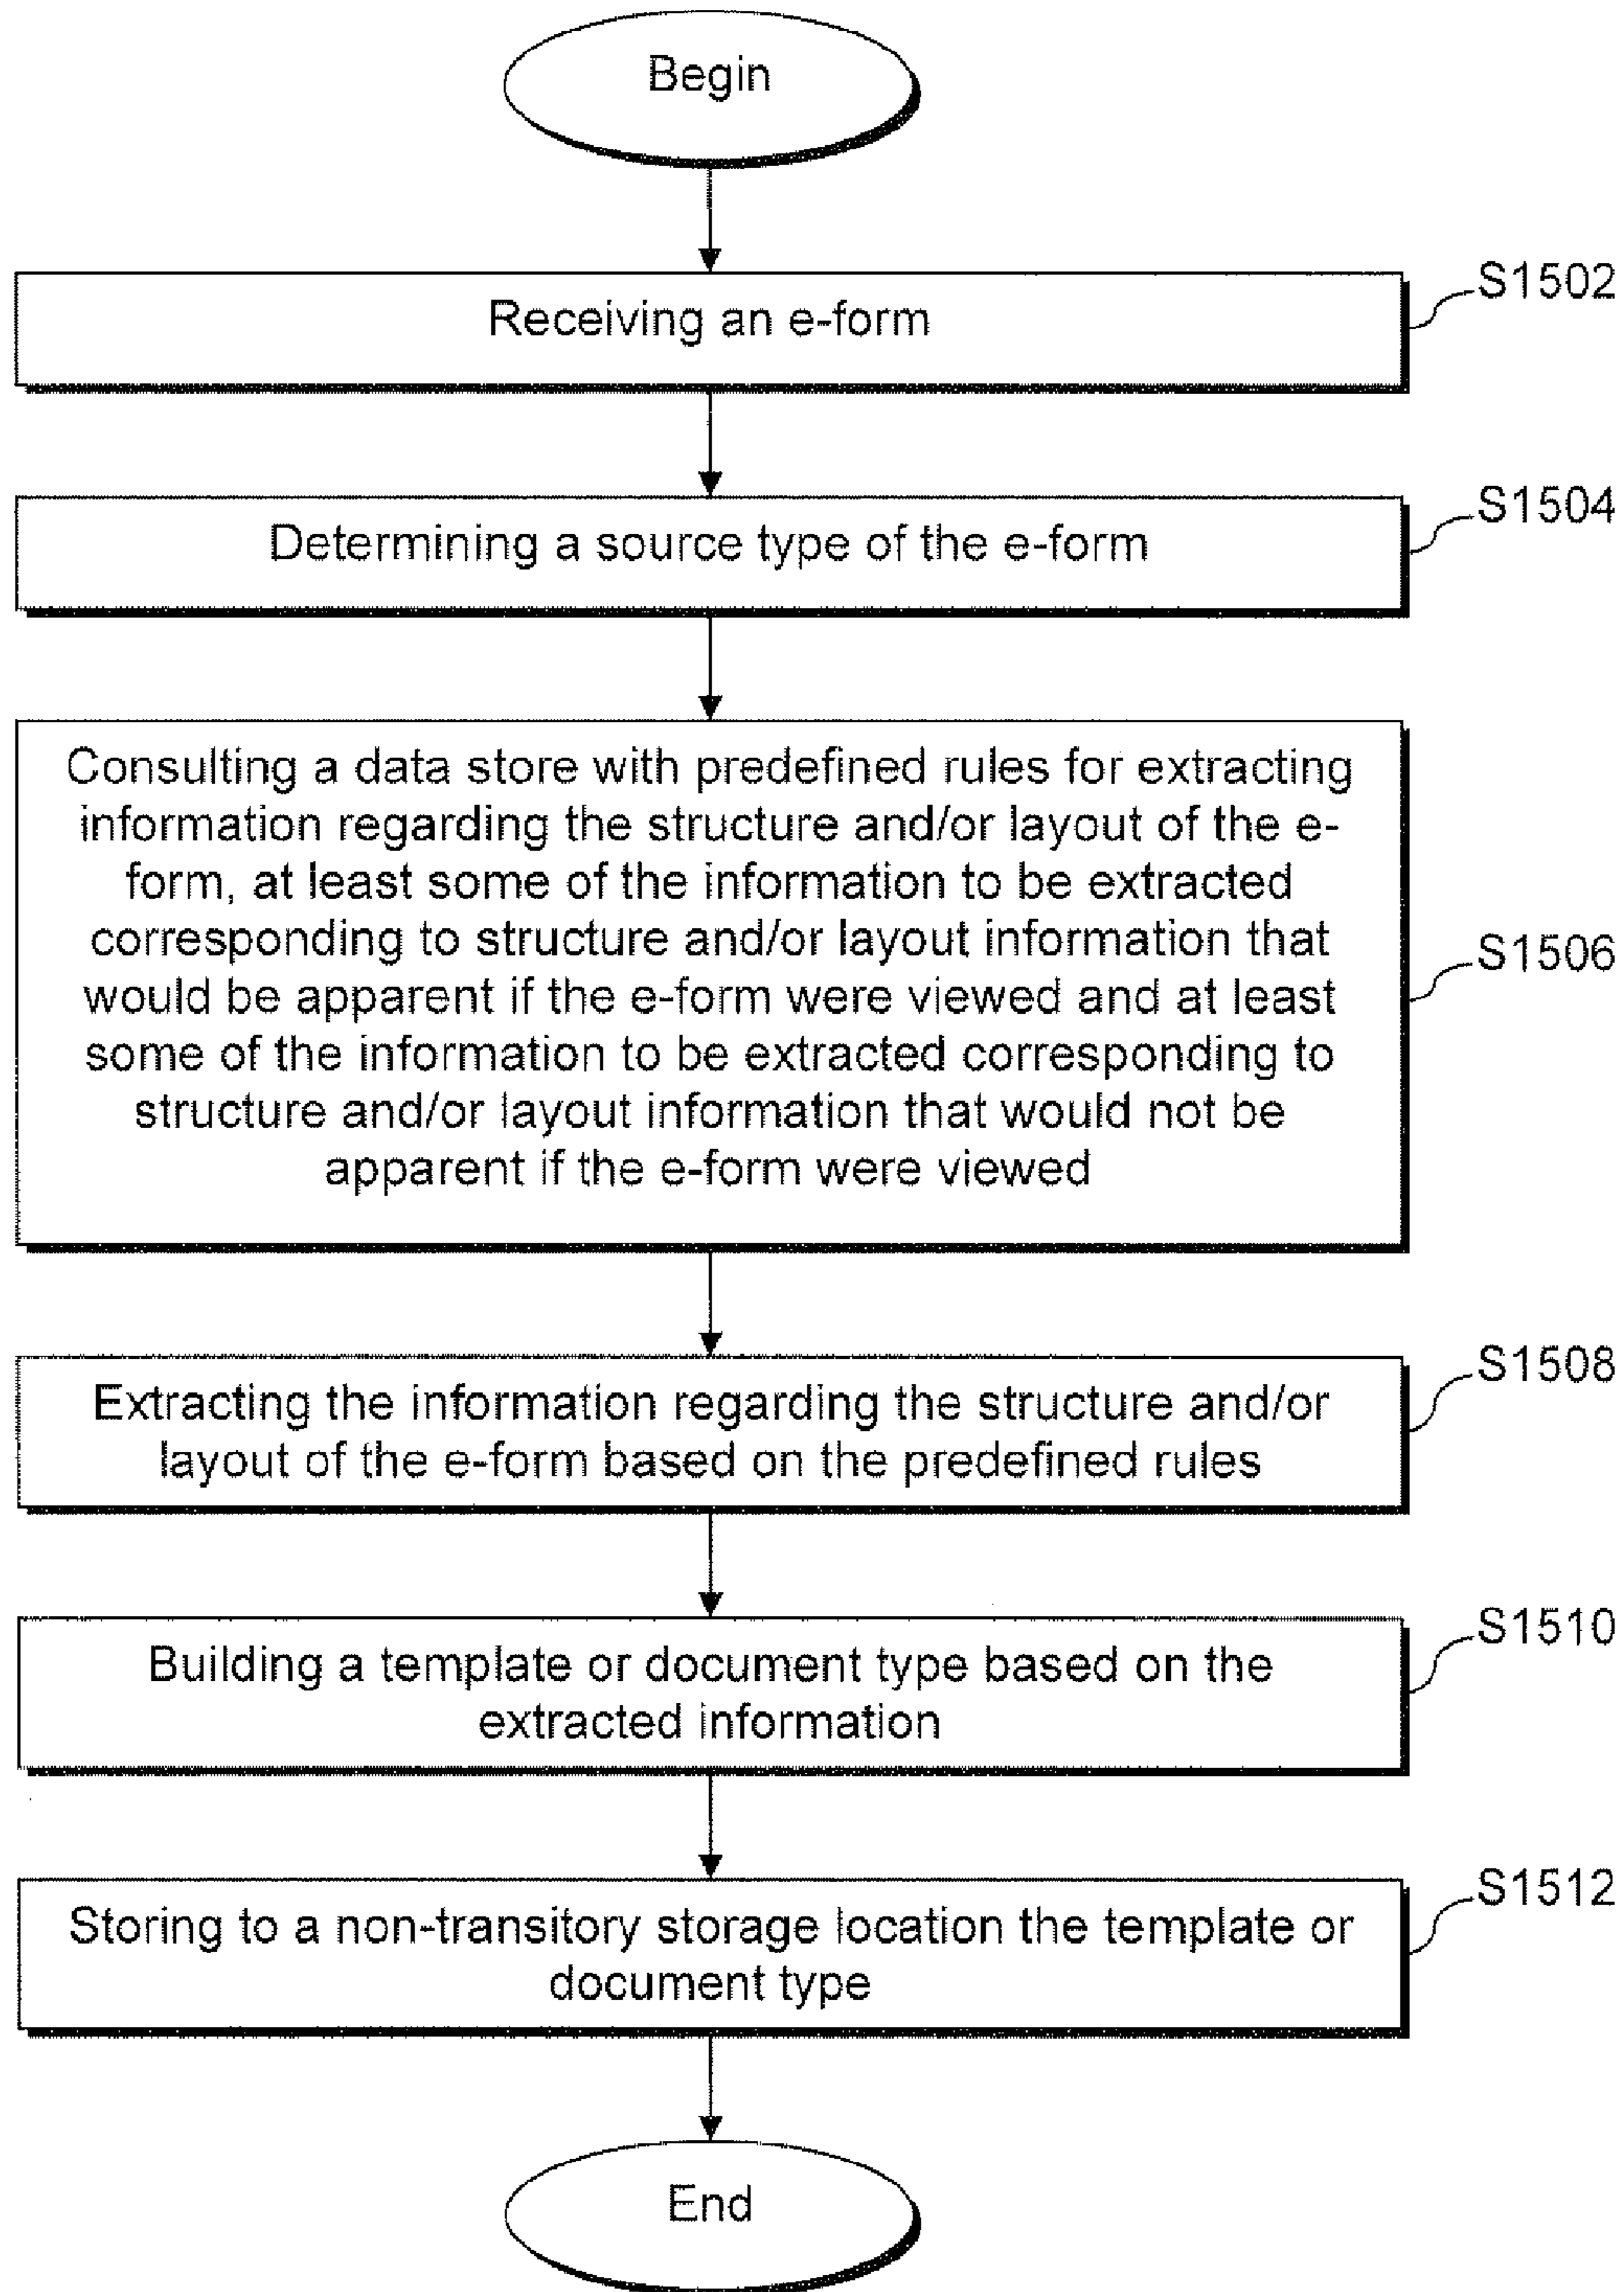 Begin
Receiving an e-form
S1502
Determining a source type of the e-form
S1504
Consulting a data store with predefined rules for extracting
information regarding the structure and/or layout of the e-
form, at least some of the information to be extracted
corresponding to structure and/or layout information that
would be apparent if the e-form were viewed and at least
some of the information to be extracted corresponding to
structure and/or layout information that would not be
apparent if the e-form were viewed
S1506
Extracting the information regarding the structure and/or
layout of the e-form based on the predefined rules
S1508
Building a template or document type based on the
extracted information
S1510
Storing to a non-transitory storage location the template or
document type
S1512
End